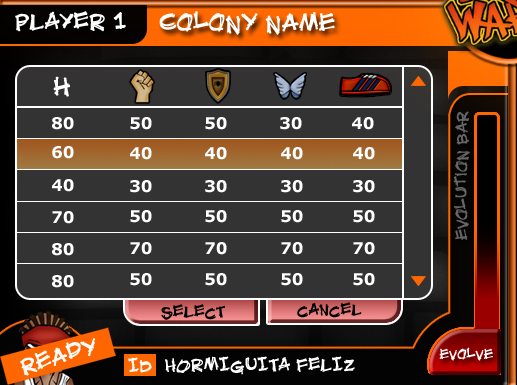 PLAYER 1 COLONY NAME
WAR
H
80 50 50 30 40
60 40 40 40 40
40 30 30 30 30
70 50 50 50 50
80 70 70 70 70
80 50 50 50 50
EVOLUTION BAR
SELECT CANCEL
READY
ID HORMIGUITA FELIZ
EVOLVE